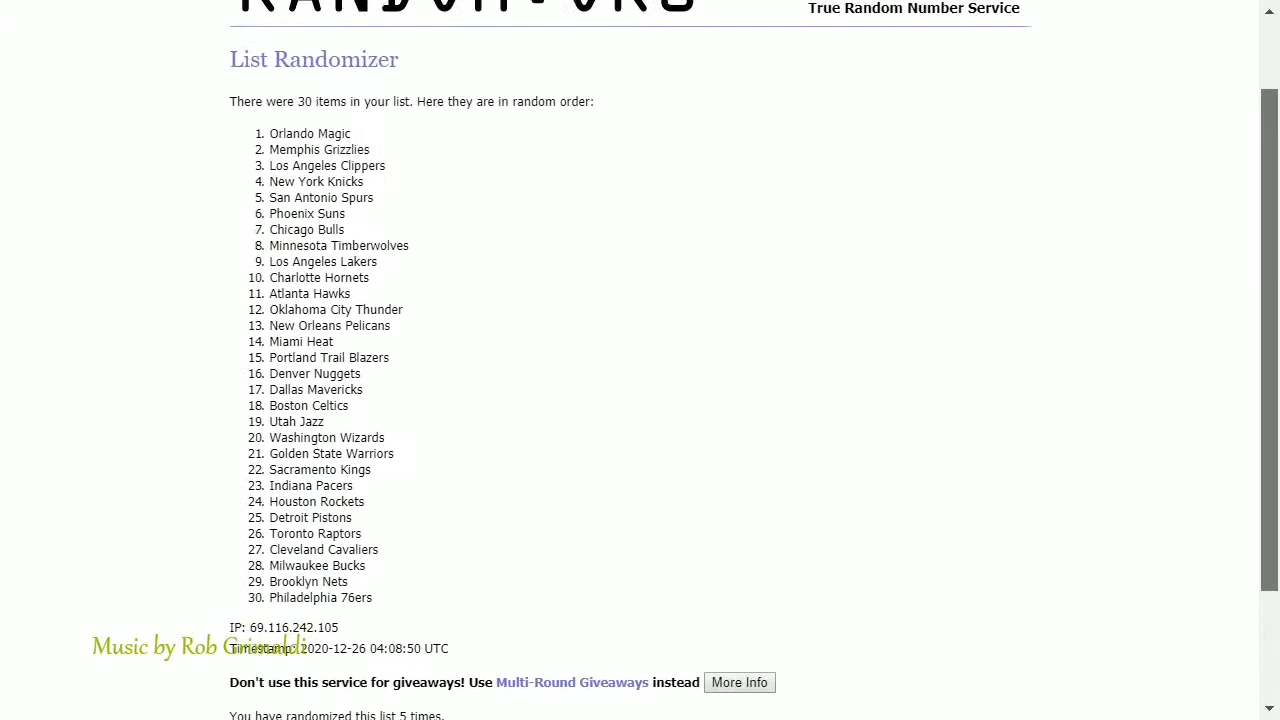 RANDOM.ORG
True Random Number Service
List Randomizer
There were 30 items in your list. Here they are in random order:
1. Orlando Magic
2. Memphis Grizzlies
3. Los Angeles Clippers
4. New York Knicks
5. San Antonio Spurs
6. Phoenix Suns
7. Chicago Bulls
8. Minnesota Timberwolves
9. Los Angeles Lakers
10. Charlotte Hornets
11. Atlanta Hawks
12. Oklahoma City Thunder
13. New Orleans Pelicans
14. Miami Heat
15. Portland Trail Blazers
16. Denver Nuggets
17. Dallas Mavericks
18. Boston Celtics
19. Utah Jazz
20. Washington Wizards
21. Golden State Warriors
22. Sacramento Kings
23. Indiana Pacers
24. Houston Rockets
25. Detroit Pistons
26. Toronto Raptors
27. Cleveland Cavaliers
28. Milwaukee Bucks
29. Brooklyn Nets
30. Philadelphia 76ers
IP: 69.116.242.105
Music by Rob Grimaldi
Timestamp: 2020-12-26 04:08:50 UTC
Don't use this service for giveaways! Use Multi-Round Giveaways instead More Info
You have randomized this list 5 times.